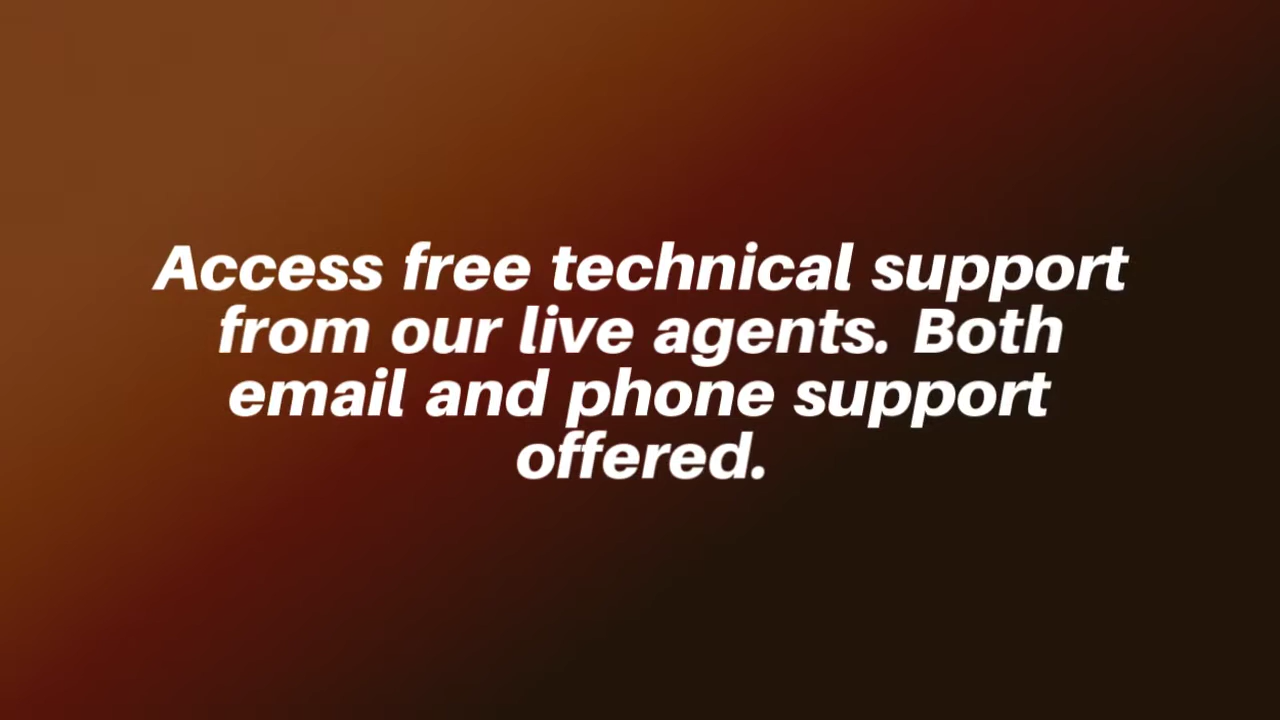 Access free technical support
from our live agents. Both
email and phone support
offered.